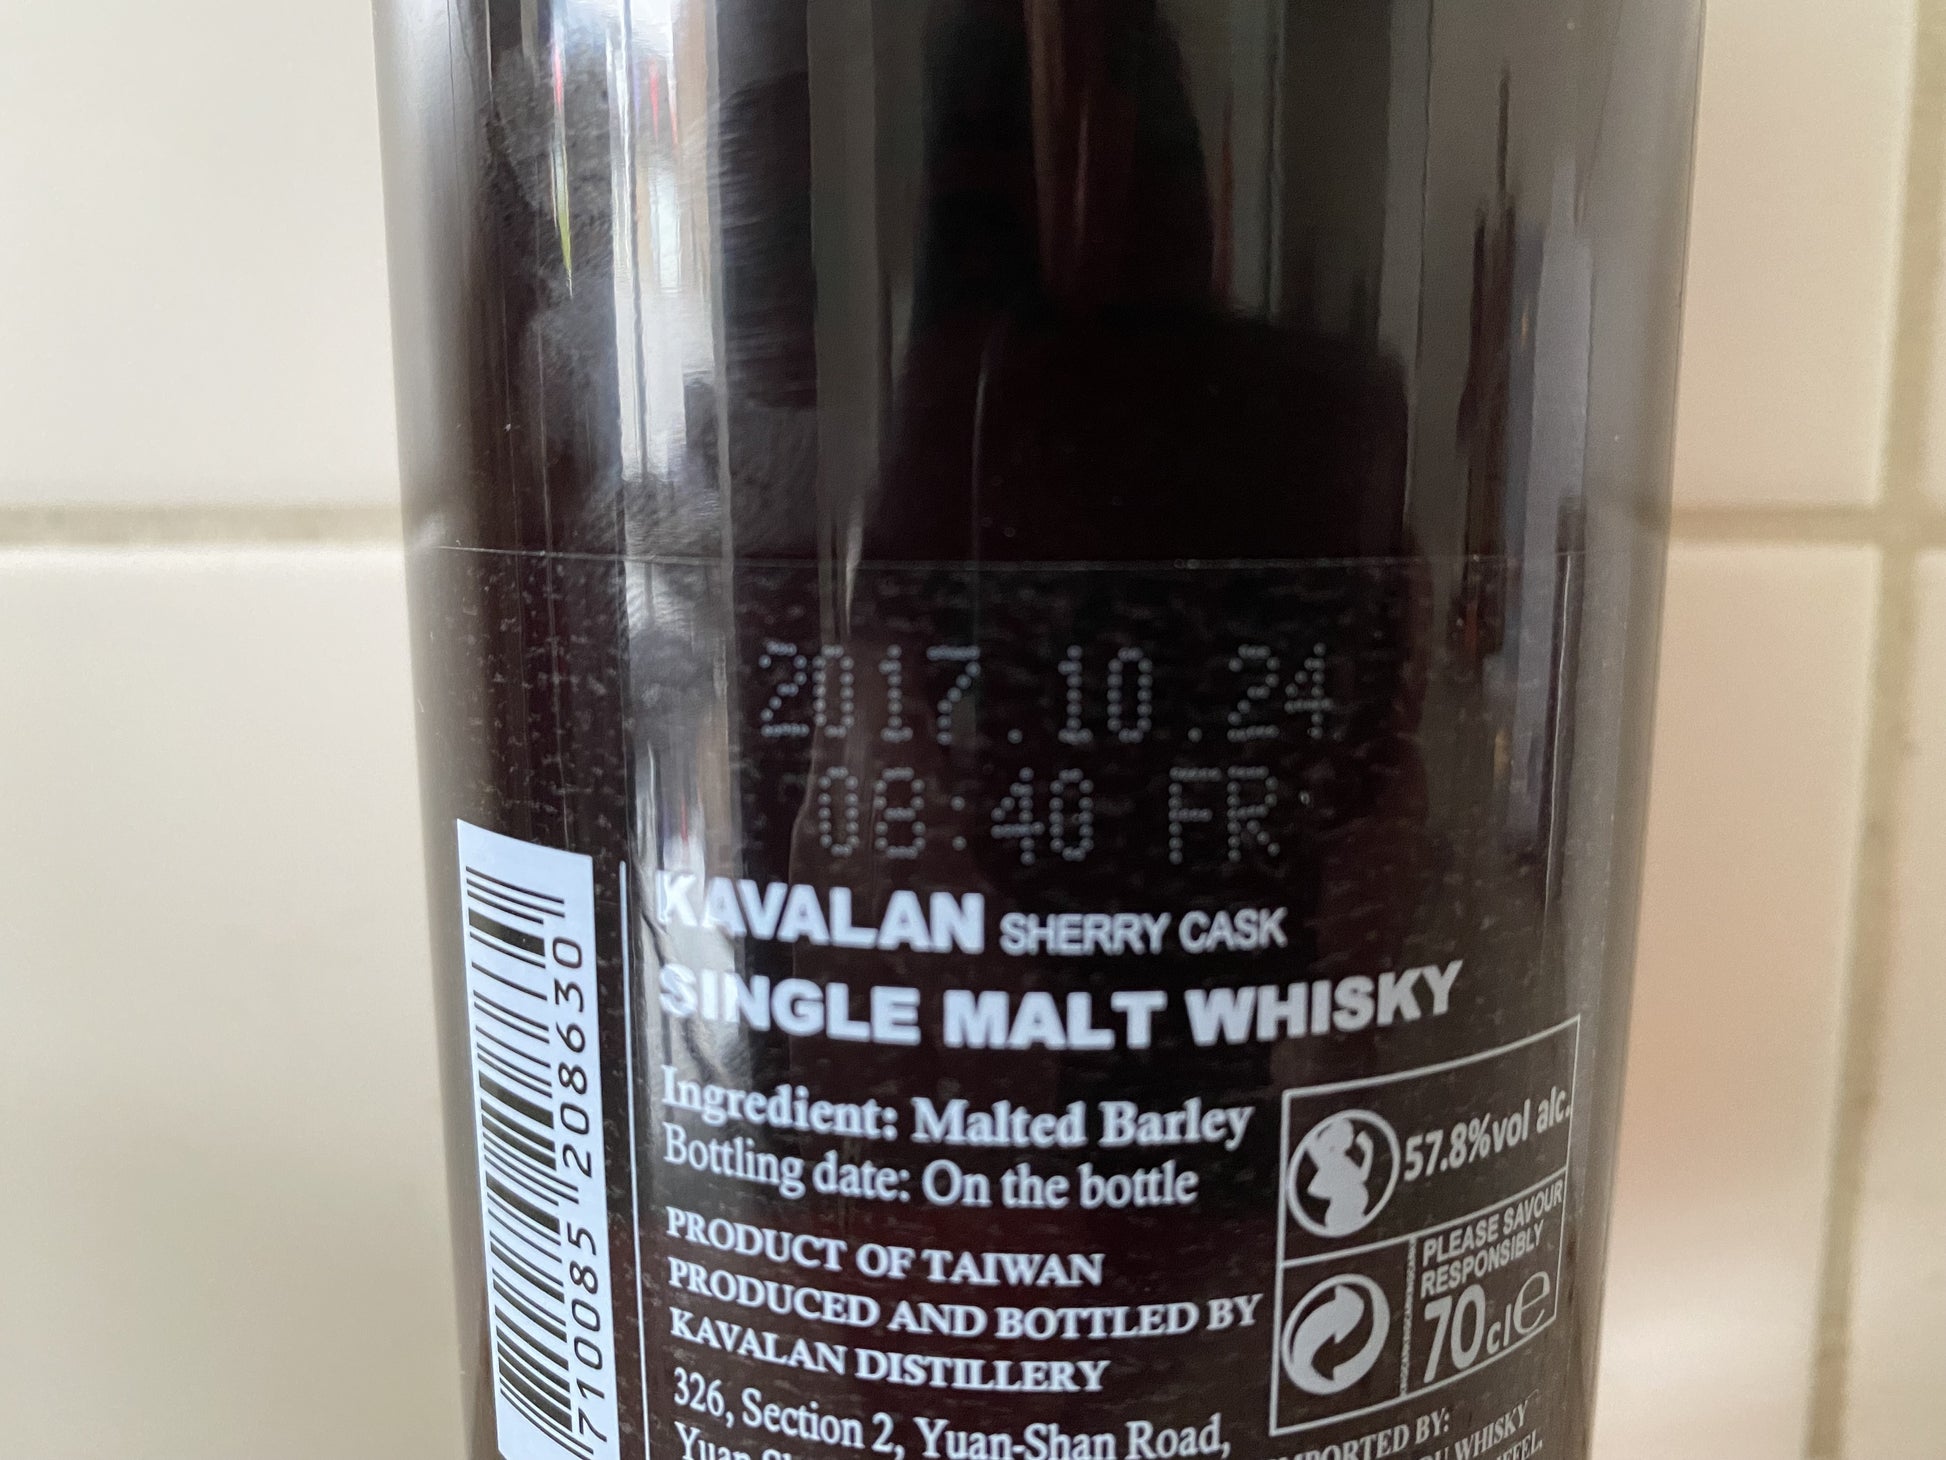 2017.10.24
08:40 FR
KAVALAN SHERRY CASK
SINGLE MALT WHISKY
Ingredient: Malted Barley
Bottling date: On the bottle
PRODUCT OF TAIWAN
PRODUCED AND BOTTLED BY
KAVALAN DISTILLERY
326, Section 2, Yuan-Shan Road,
57.8%vol alc.
PLEASE SAVOUR
RESPONSIBLY
70cl e
IMPORTED BY:
WHISKY
710085 208630